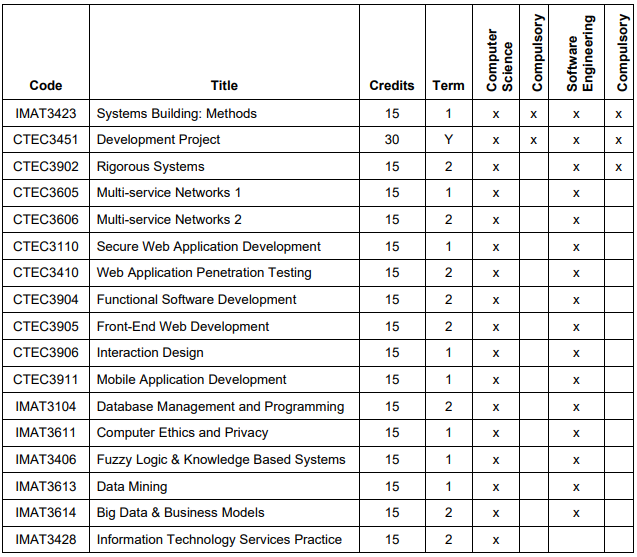 Code Title Credits Term Computer Science Compulsory Software Engineering Compulsory
IMAT3423 Systems Building: Methods 15 1 x x x x
CTEC3451 Development Project 30 Y x x x x
CTEC3902 Rigorous Systems 15 2 x x x
CTEC3605 Multi-service Networks 1 15 1 x x
CTEC3606 Multi-service Networks 2 15 2 x x
CTEC3110 Secure Web Application Development 15 1 x x
CTEC3410 Web Application Penetration Testing 15 2 x x
CTEC3904 Functional Software Development 15 2 x x
CTEC3905 Front-End Web Development 15 2 x x
CTEC3906 Interaction Design 15 1 x x
CTEC3911 Mobile Application Development 15 1 x x
IMAT3104 Database Management and Programming 15 2 x x
IMAT3611 Computer Ethics and Privacy 15 1 x x
IMAT3406 Fuzzy Logic & Knowledge Based Systems 15 1 x x
IMAT3613 Data Mining 15 1 x x
IMAT3614 Big Data & Business Models 15 2 x x
IMAT3428 Information Technology Services Practice 15 2 x